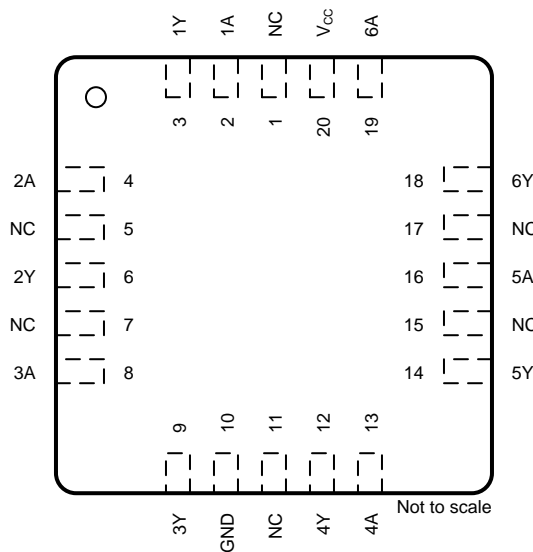 1Y 1A NC VCC 6A
3 2 1 20 19
2A 4 18 6Y
NC 5 17 NC
2Y 6 16 5A
NC 7 15 NC
3A 8 14 5Y
9 10 11 12 13
3Y GND NC 4Y 4A
Not to scale